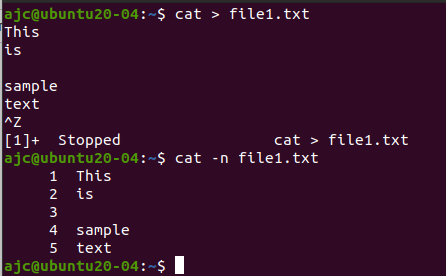 ajc@ubuntu20-04:~$ cat > file1.txt
This
is

sample
text
^Z
[1]+  Stopped                 cat > file1.txt
ajc@ubuntu20-04:~$ cat -n file1.txt
     1  This
     2  is
     3
     4  sample
     5  text
ajc@ubuntu20-04:~$